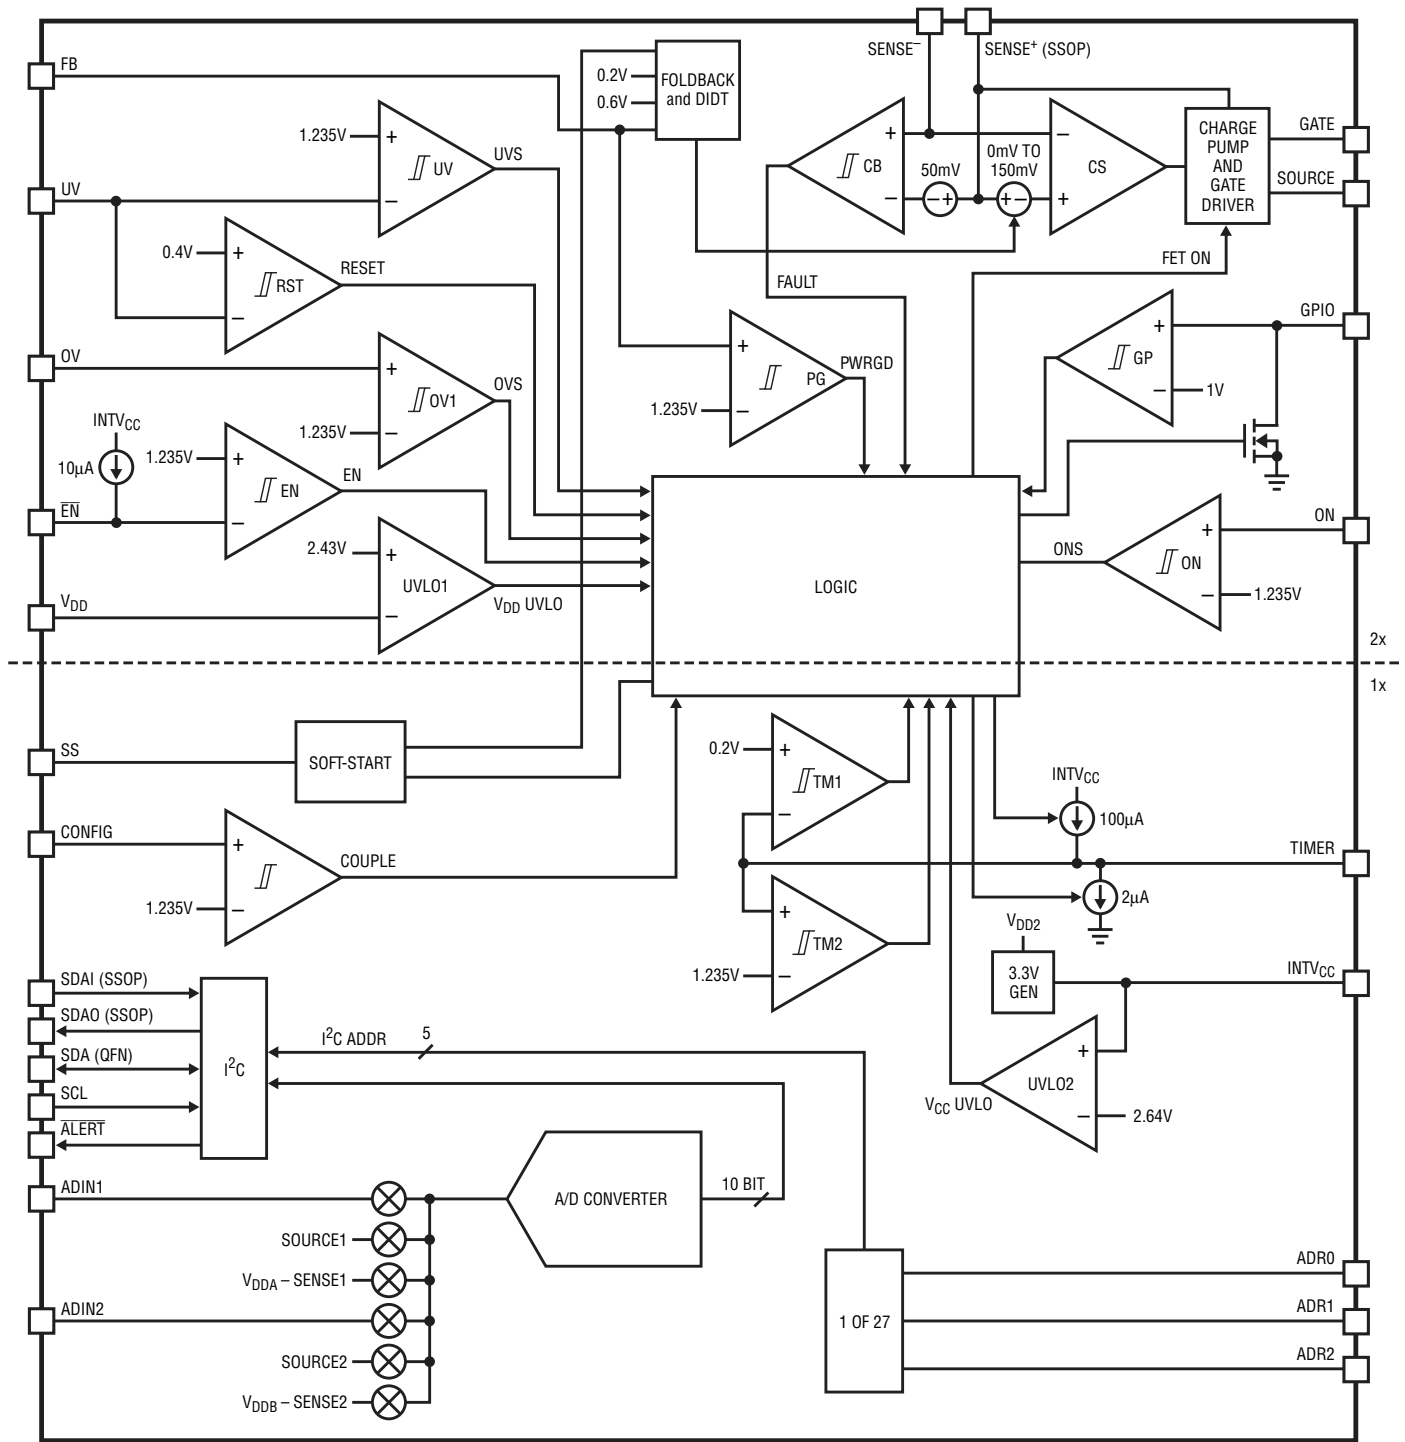 SENSE–
SENSE+ (SSOP)
FB
0.2V
0.6V
FOLDBACK
and DIDT
1.235V
+
UV
–
UVS
UV
+
CB
–
50mV
– +
0mV TO
150mV
+ –
–
CS
+
CHARGE
PUMP
AND
GATE
DRIVER
GATE
SOURCE
0.4V
+
RST
–
RESET
FET ON
FAULT
GPIO
+
GP
–
1V
OV
+
OV1
–
OVS
1.235V
+
PG
–
PWRGD
1.235V
INTVCC
10µA
1.235V
+
EN
–
EN
E̅N̅
2.43V
+
UVLO1
–
VDD UVLO
VDD
LOGIC
ON
+
ON
–
ONS
1.235V
2x
1x
SS
SOFT-START
0.2V
+
TM1
–
INTVCC
100µA
CONFIG
+
–
COUPLE
1.235V
TIMER
+
TM2
–
1.235V
2µA
VDD2
3.3V
GEN
INTVCC
SDAI (SSOP)
SDAO (SSOP)
SDA (QFN)
SCL
A̅L̅E̅R̅T̅
I2C
I2C ADDR
5
+
UVLO2
–
VCC UVLO
2.64V
ADIN1
SOURCE1
VDDA – SENSE1
ADIN2
SOURCE2
VDDB – SENSE2
A/D CONVERTER
10 BIT
1 OF 27
ADR0
ADR1
ADR2